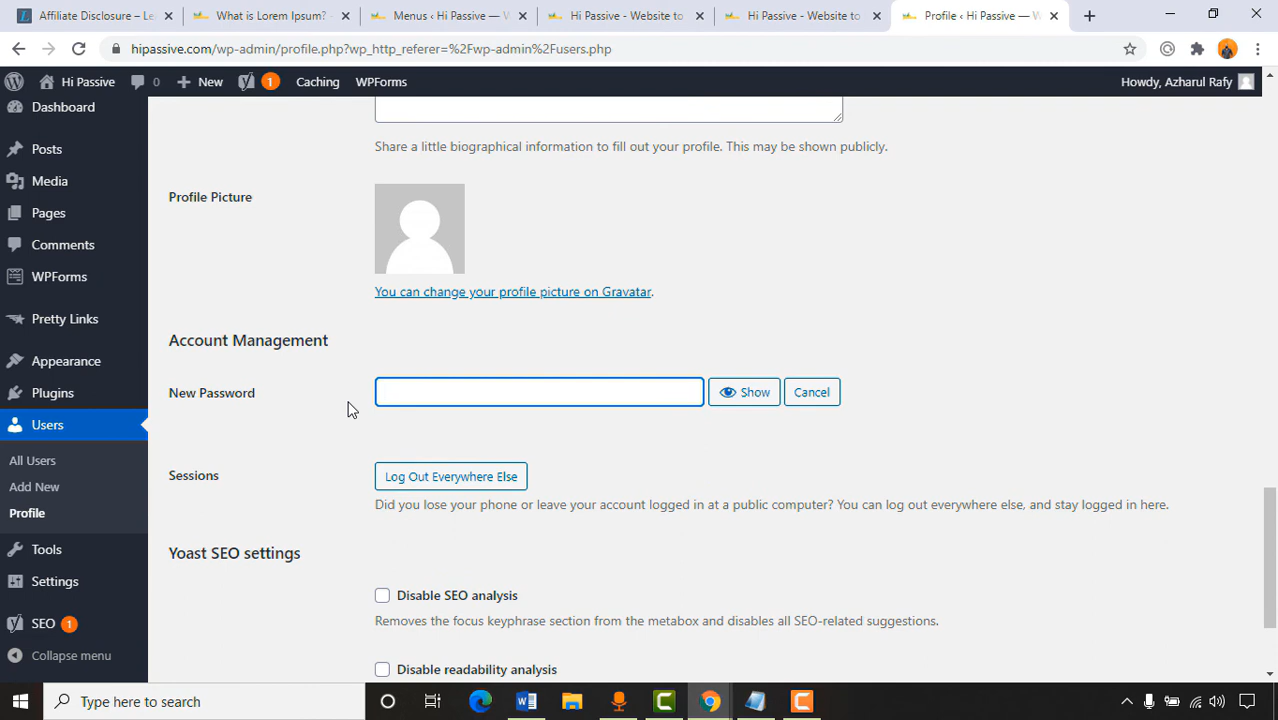 Affiliate Disclosure – Le
What is Lorem Ipsum? -
Menus ‹ Hi Passive — W
Hi Passive - Website to
Hi Passive - Website to
Profile ‹ Hi Passive — W
hipassive.com/wp-admin/profile.php?wp_http_referer=%2Fwp-admin%2Fusers.php
Hi Passive
0
New
1
Caching
WPForms
Howdy, Azharul Rafy
Dashboard
Posts
Media
Pages
Comments
WPForms
Pretty Links
Appearance
Plugins
Users
All Users
Add New
Profile
Tools
Settings
SEO 1
Collapse menu
Share a little biographical information to fill out your profile. This may be shown publicly.
Profile Picture
You can change your profile picture on Gravatar.
Account Management
New Password
Show
Cancel
Sessions
Log Out Everywhere Else
Did you lose your phone or leave your account logged in at a public computer? You can log out everywhere else, and stay logged in here.
Yoast SEO settings
Disable SEO analysis
Removes the focus keyphrase section from the metabox and disables all SEO-related suggestions.
Disable readability analysis
Type here to search